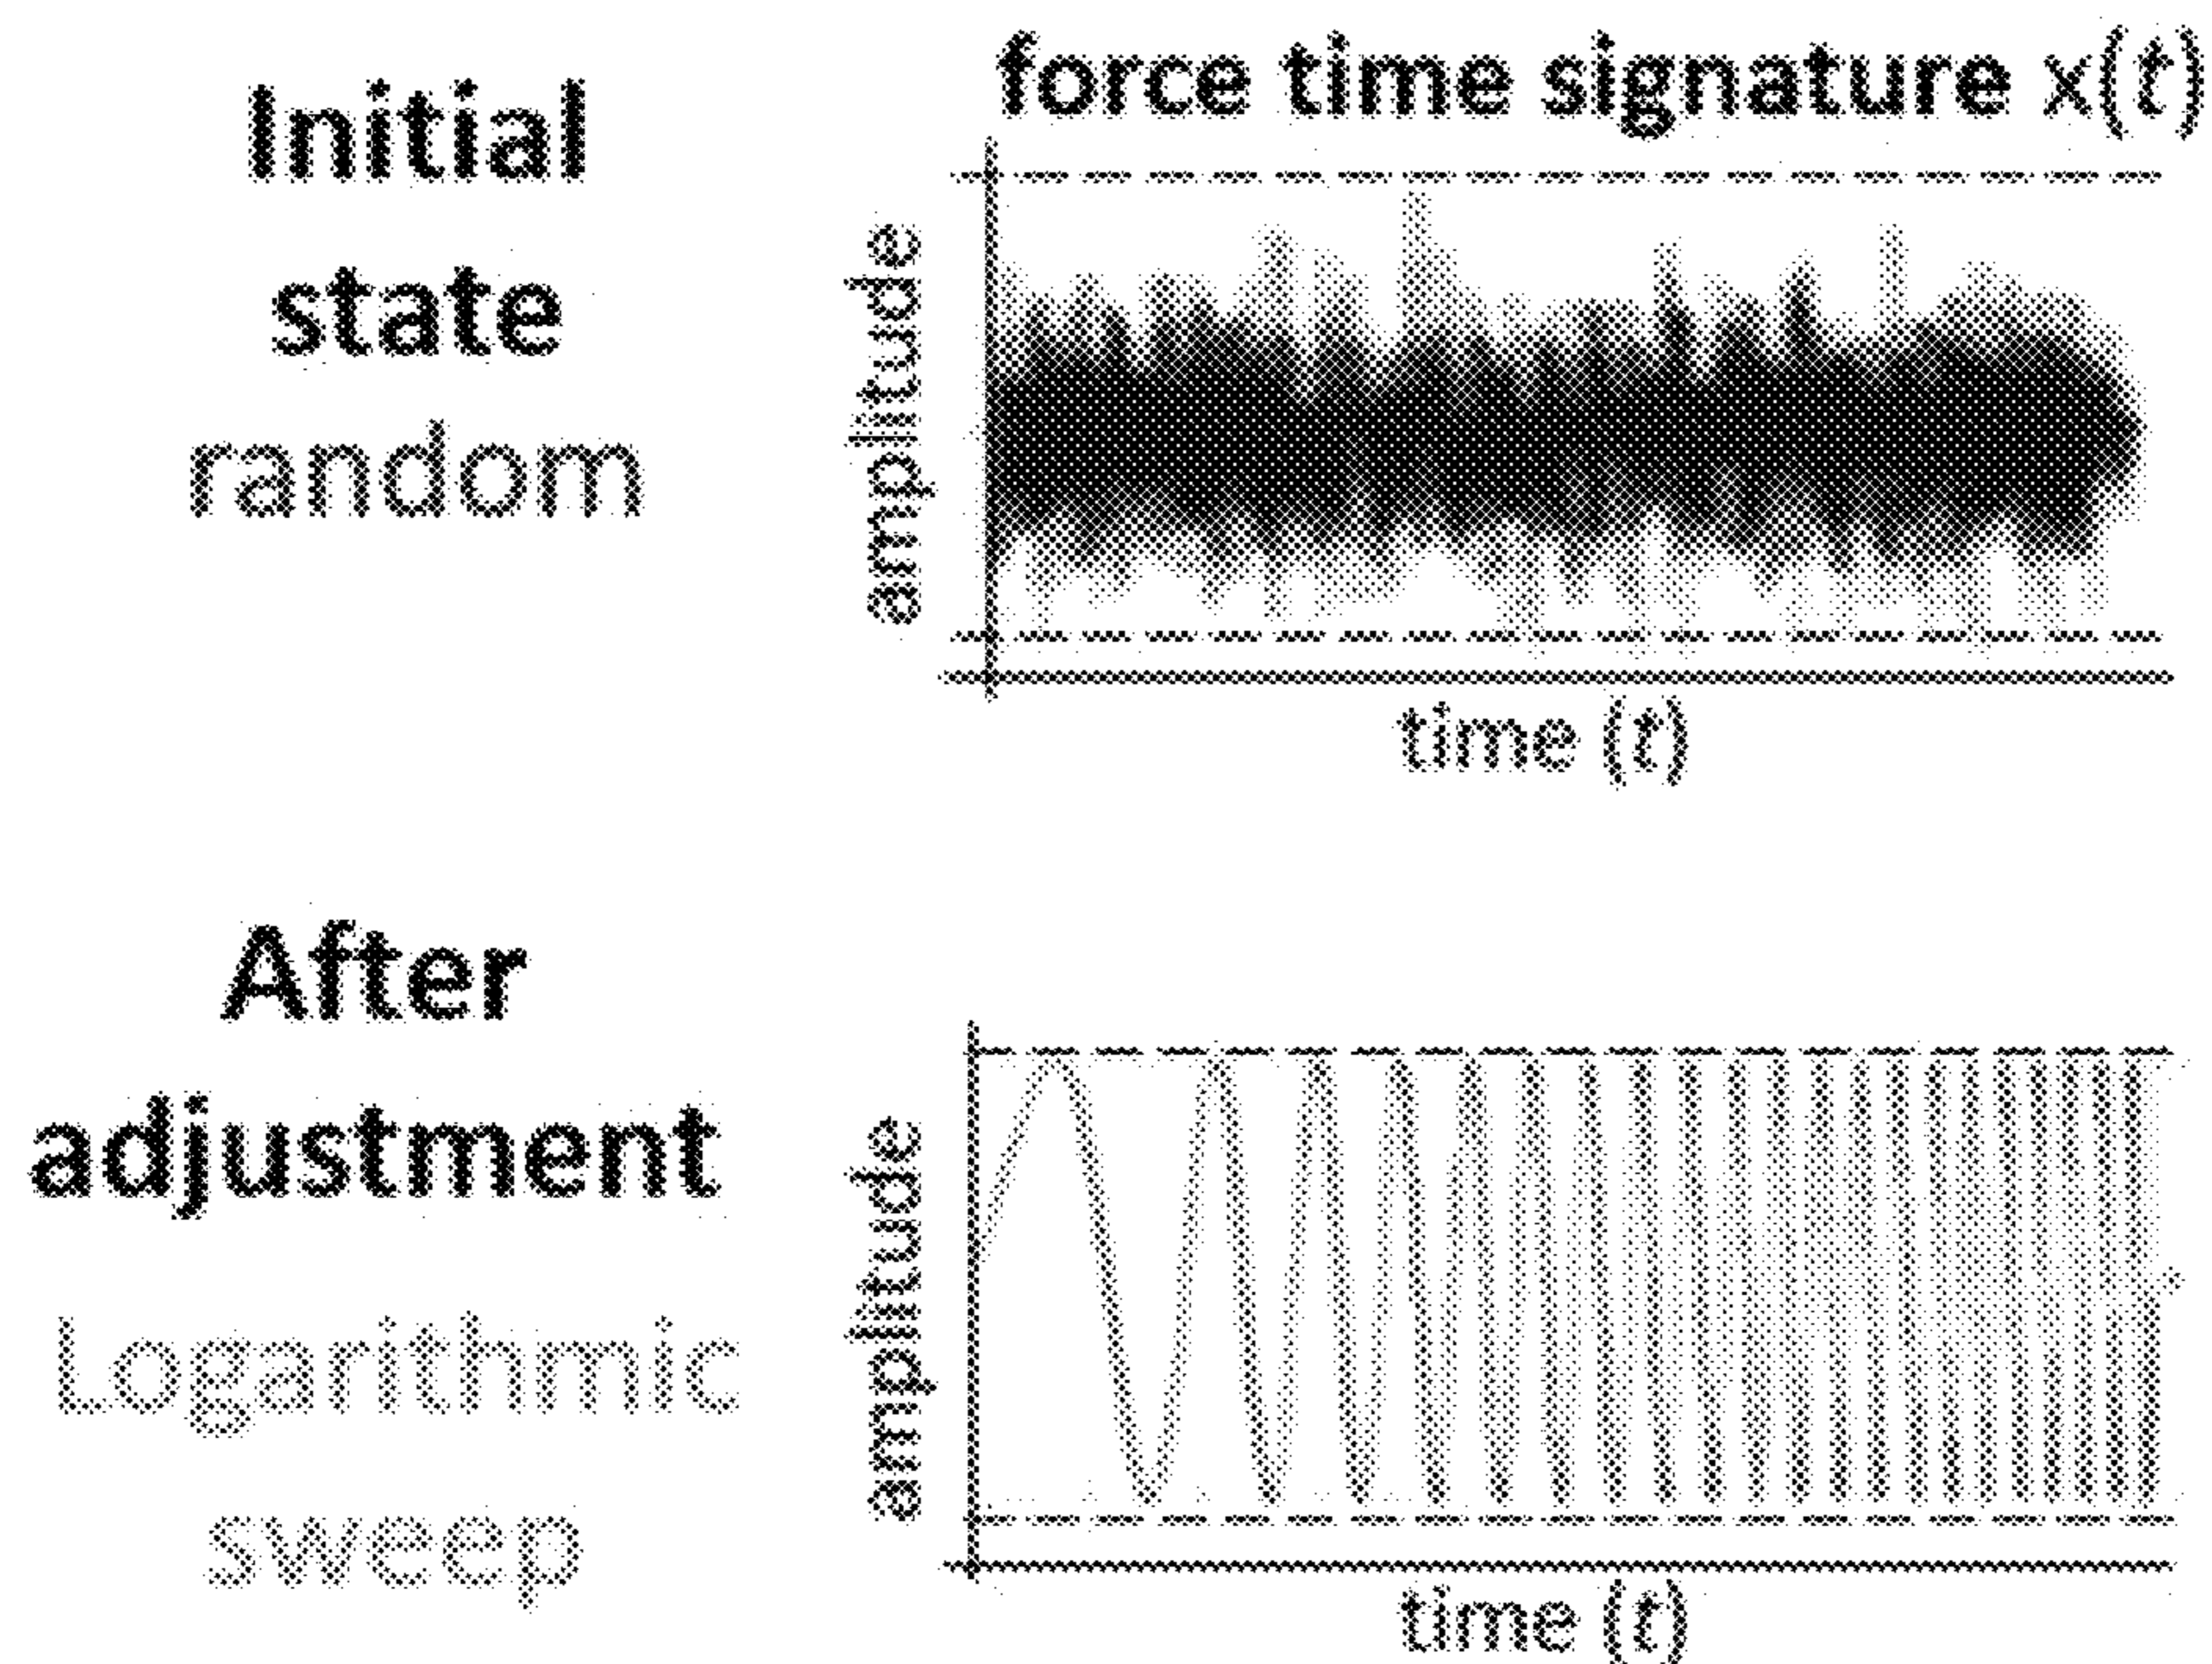 Initial
state
random
force time signature x(t)
amplitude
time (t)
After
adjustment
Logarithmic
sweep
amplitude
time (t)